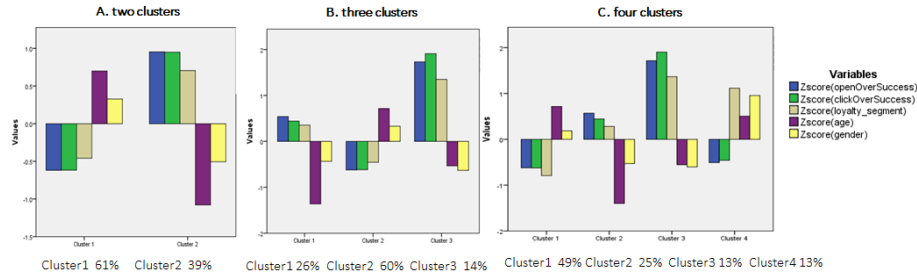 A. two clusters
B. three clusters
C. four clusters
1.0
0.5
0.0
-0.5
-1.0
-1.5
Values
Cluster 1
Cluster 2
2
1
0
-1
-2
Values
Cluster 1
Cluster 2
Cluster 3
2
1
0
-1
-2
Values
Cluster 1
Cluster 2
Cluster 3
Cluster 4
Variables
Zscore(openOverSuccess)
Zscore(clickOverSuccess)
Zscore(loyalty_segment)
Zscore(age)
Zscore(gender)
Cluster1 61% Cluster2 39%
Cluster1 26% Cluster2 60% Cluster3 14%
Cluster1 49% Cluster2 25% Cluster3 13% Cluster4 13%